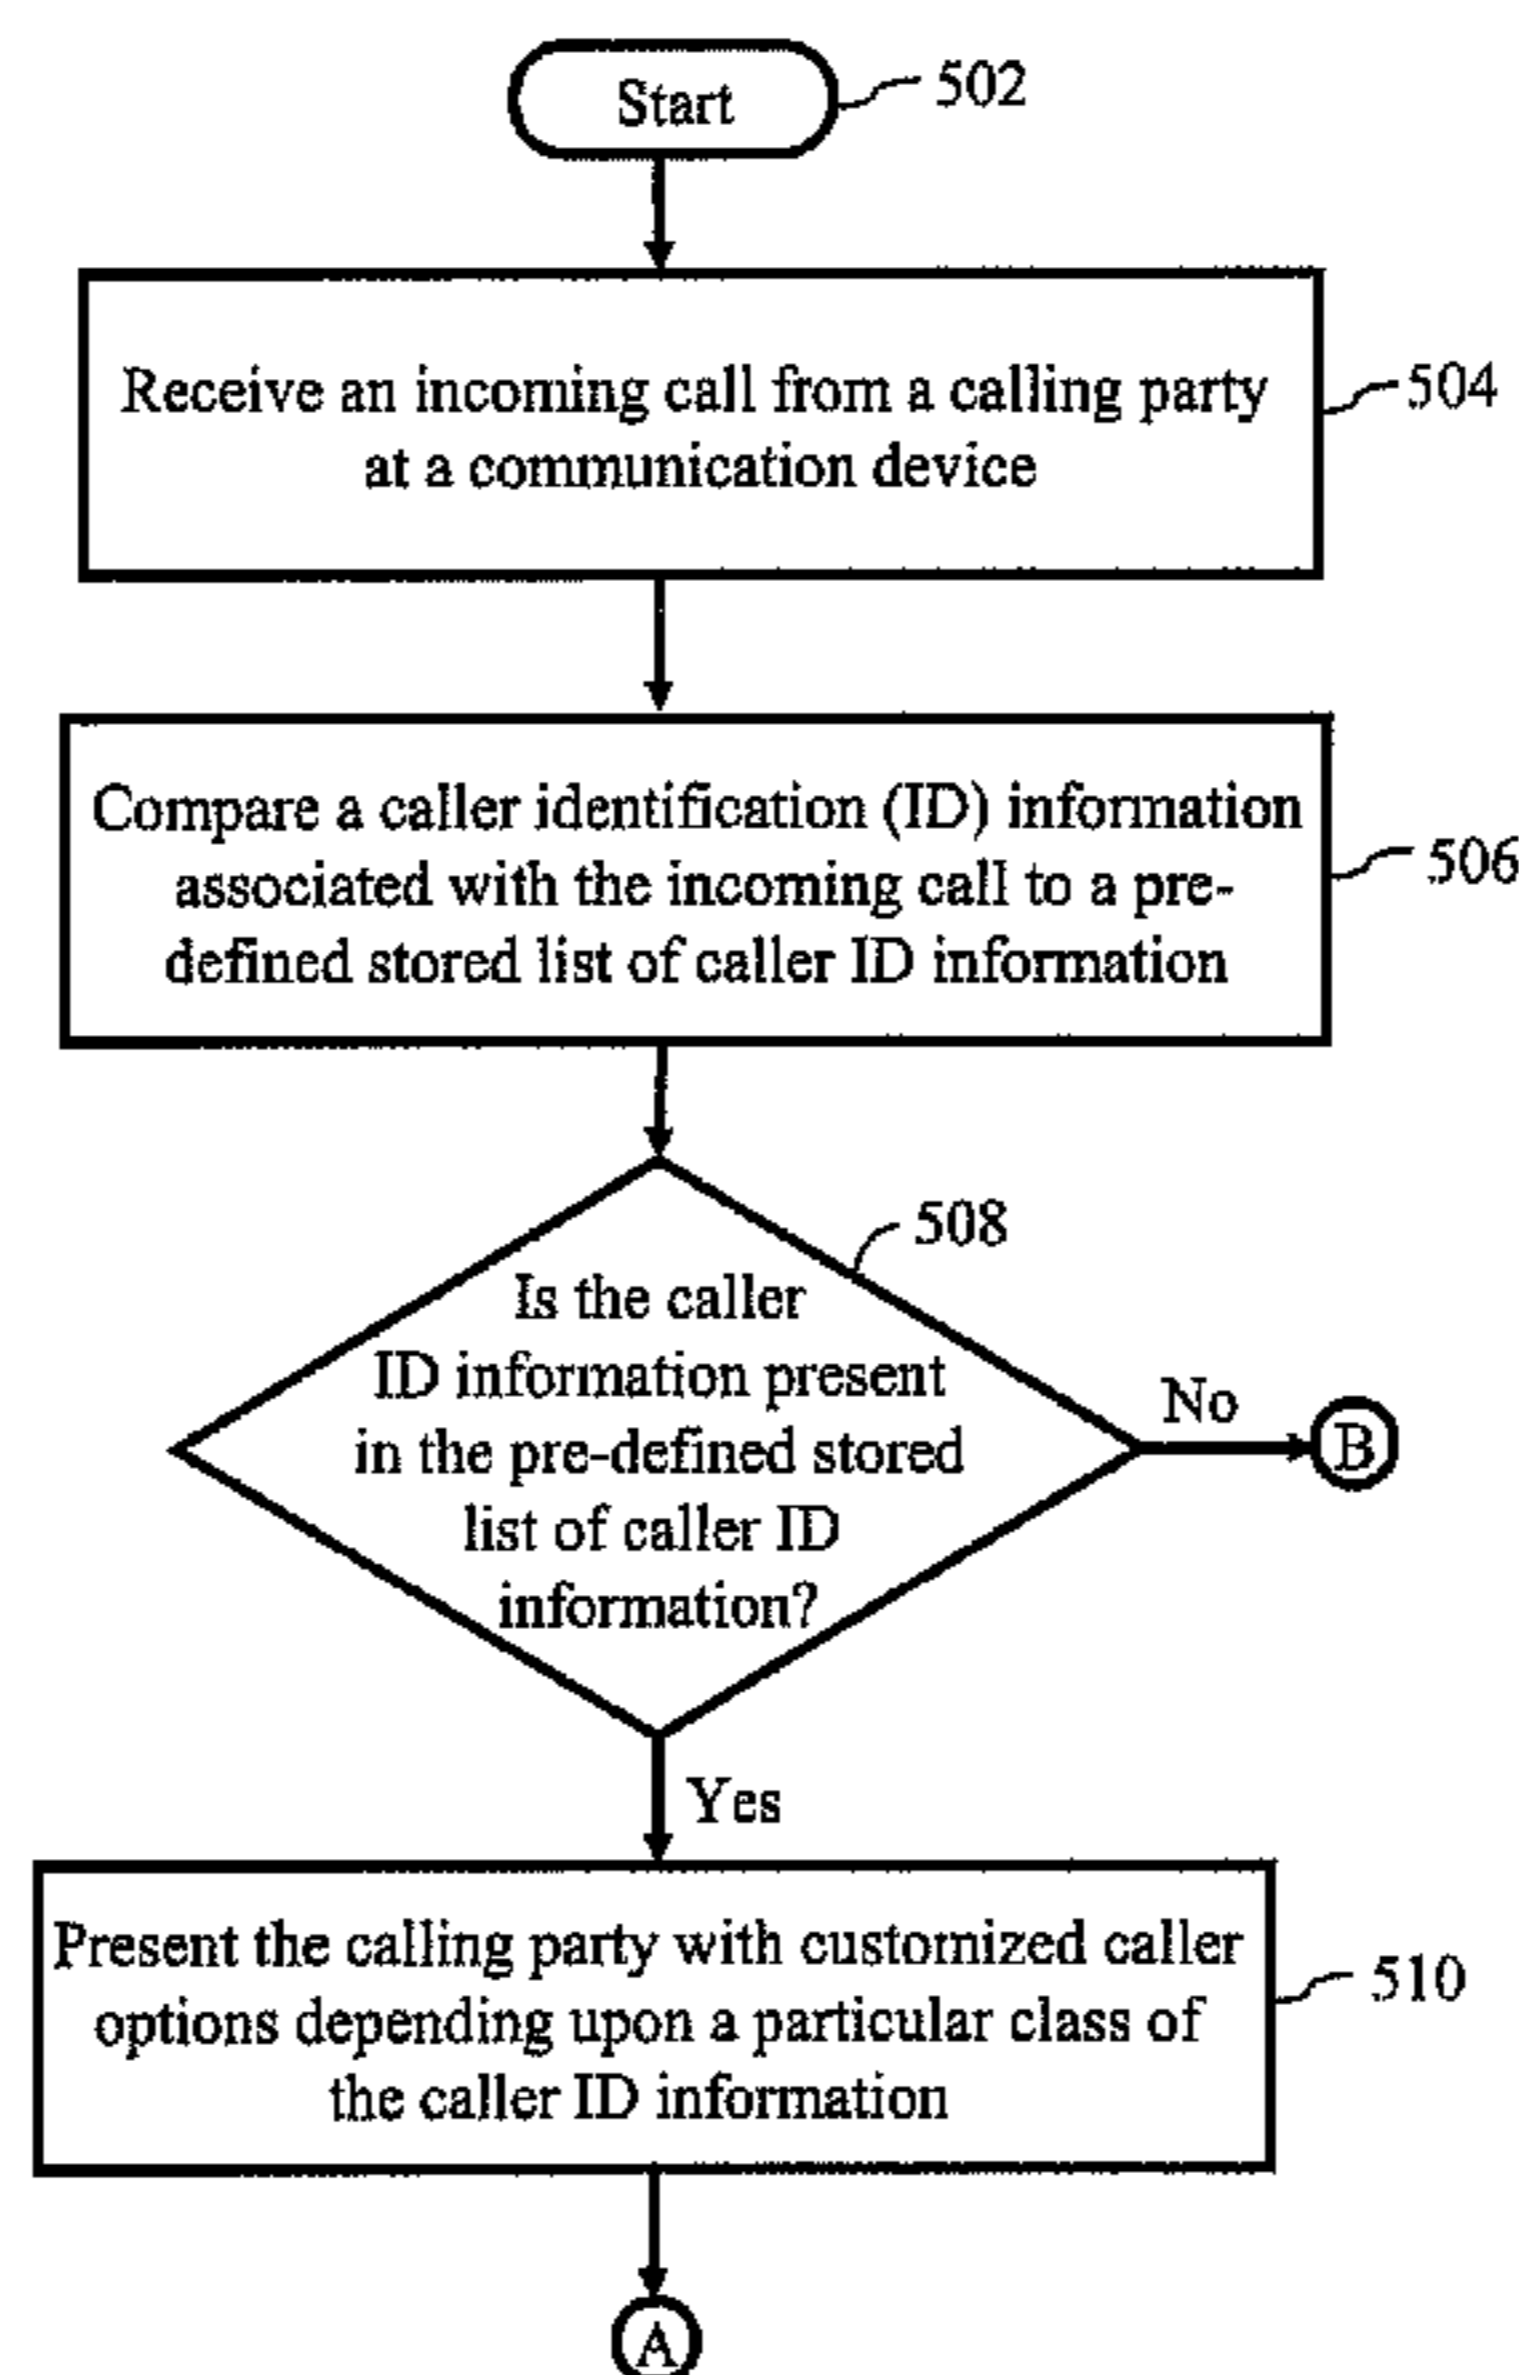 Start
502
Receive an incoming call from a calling party
at a communication device
504
Compare a caller identification (ID) information
associated with the incoming call to a pre-
defined stored list of caller ID information
506
508
Is the caller
ID information present
in the pre-defined stored
list of caller ID
information?
No
B
Yes
Present the calling party with customized caller
options depending upon a particular class of
the caller ID information
510
A